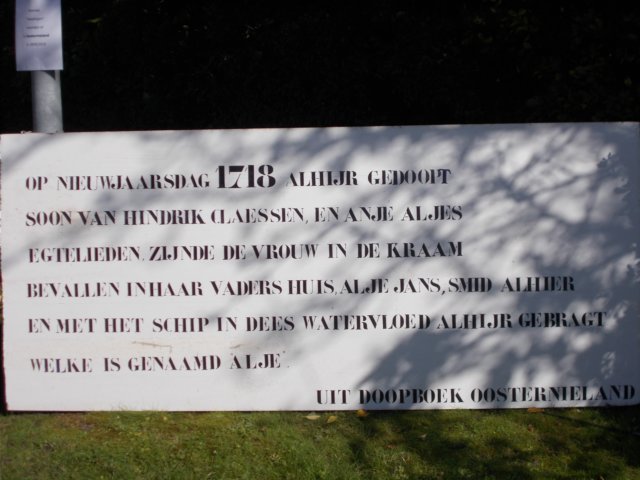 OP NIEUWJAARSDAG 1718 ALHIJR GEDOOPT
SOON VAN HINDRIK CLAESSEN, EN ANJE ALJES
EGTELIEDEN. ZIJNDE DE VROUW IN DE KRAAM
BEVALLEN IN HAAR VADERS HUIS, ALJE JANS, SMID ALHIER
EN MET HET SCHIP IN DEES WATERVLOED ALHIJR GEBRAGT
WELKE IS GENAAMD ALJE
UIT DOOPBOEK OOSTERNIELAND